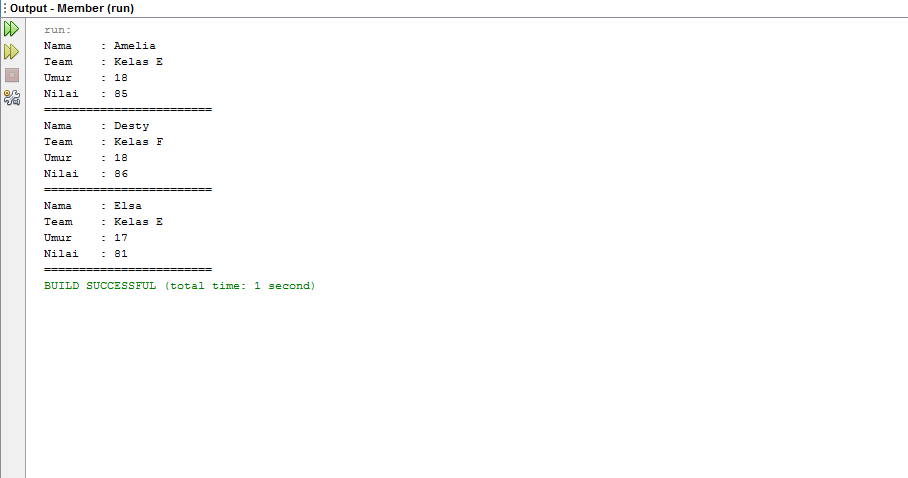 Output - Member (run)
run:
Nama    : Amelia
Team    : Kelas E
Umur    : 18
Nilai   : 85
========================
Nama    : Desty
Team    : Kelas F
Umur    : 18
Nilai   : 86
========================
Nama    : Elsa
Team    : Kelas E
Umur    : 17
Nilai   : 81
========================
BUILD SUCCESSFUL (total time: 1 second)